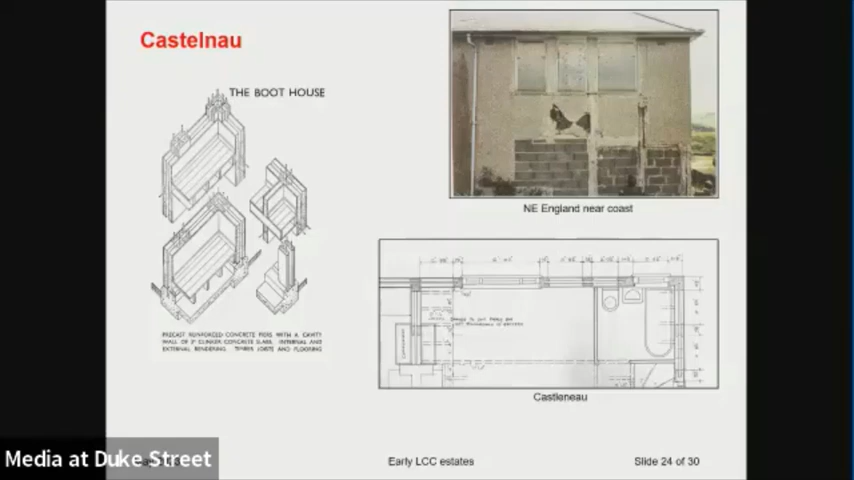 Castelnau
THE BOOT HOUSE
PRECAST REINFORCED CONCRETE PIERS WITH A CAVITY
WALL OF 2" CLINKER CONCRETE SLABS. INTERNAL AND
EXTERNAL RENDERING. TIMBER JOISTS AND FLOORING
NE England near coast
Castleneau
Media at Duke Street
Early LCC estates
Slide 24 of 30